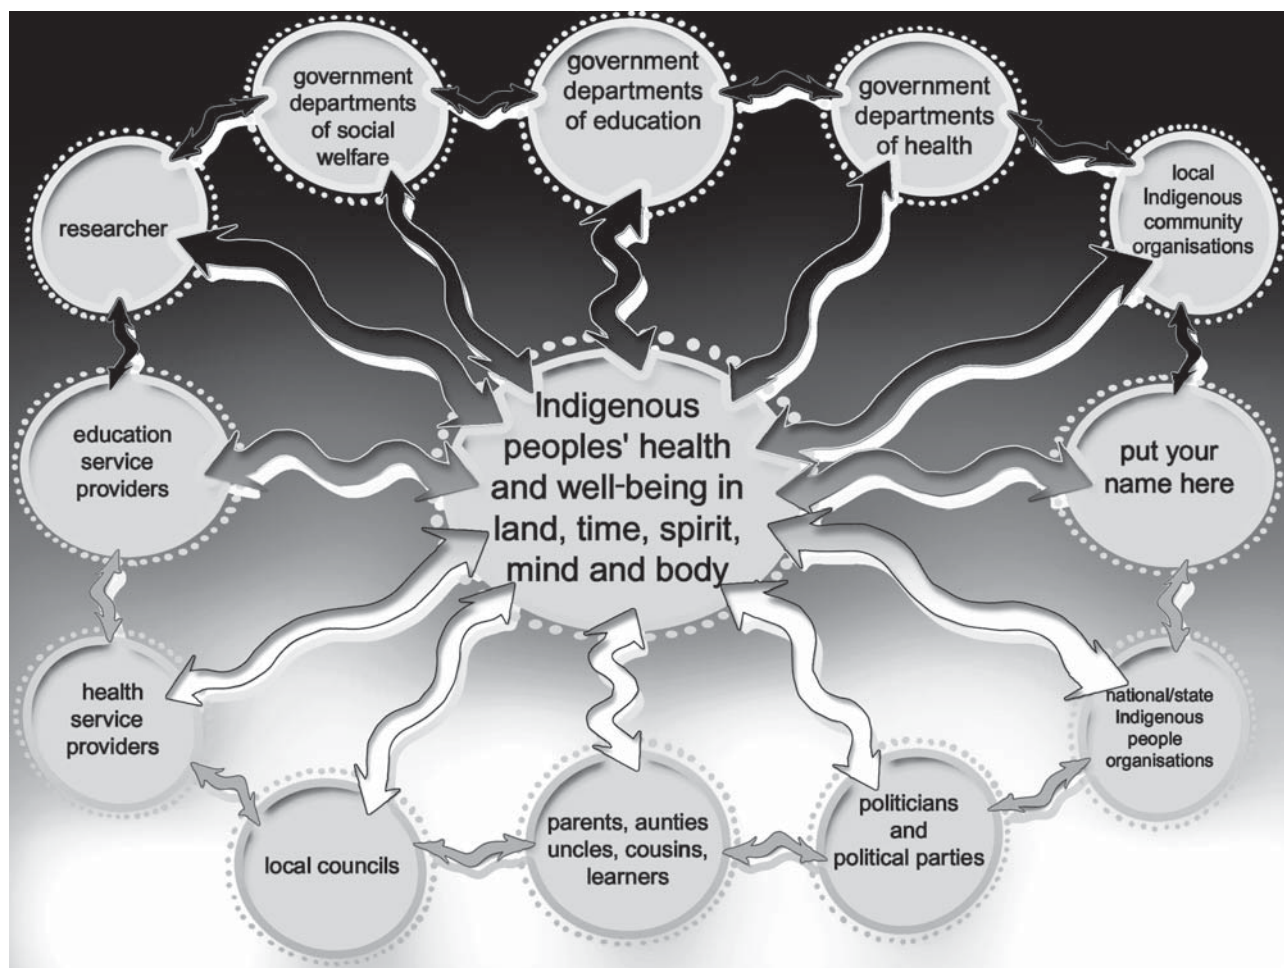 government
departments
of social
welfare
government
departments
of education
government
departments
of health
local
Indigenous
community
organisations
researcher
education
service
providers
Indigenous
peoples' health
and well-being in
land, time, spirit,
mind and body
put your
name here
health
service
providers
national/state
Indigenous
people
organisations
local councils
parents, aunties
uncles, cousins,
learners
politicians
and
political parties